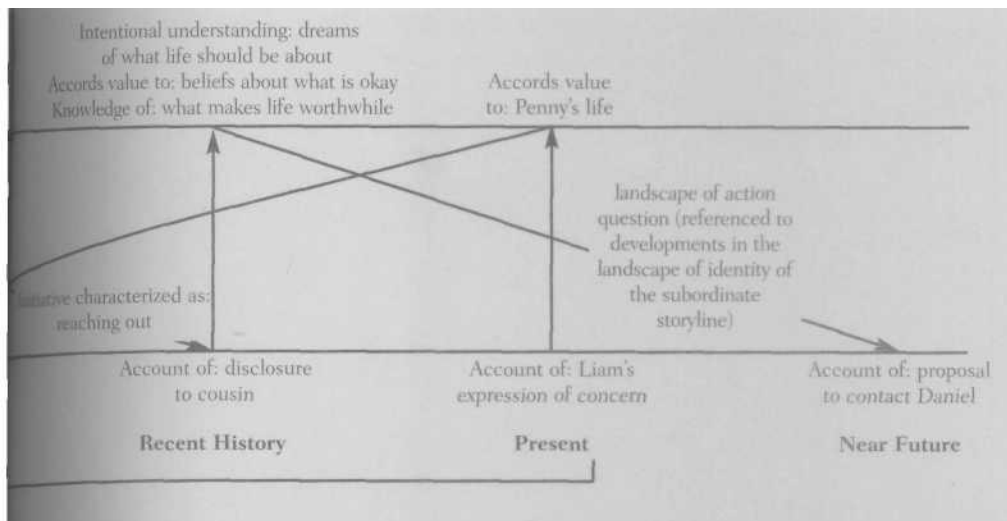 Intentional understanding: dreams
of what life should be about
Accords value to: beliefs about what is okay
Knowledge of: what makes life worthwhile
Accords value
to: Penny's life
landscape of action
question (referenced to
developments in the
landscape of identity of
the subordinate
storyline)
characterized as:
reaching out
Account of: disclosure
to cousin
Account of: Liam's
expression of concern
Account of: proposal
to contact Daniel
Recent History
Present
Near Future